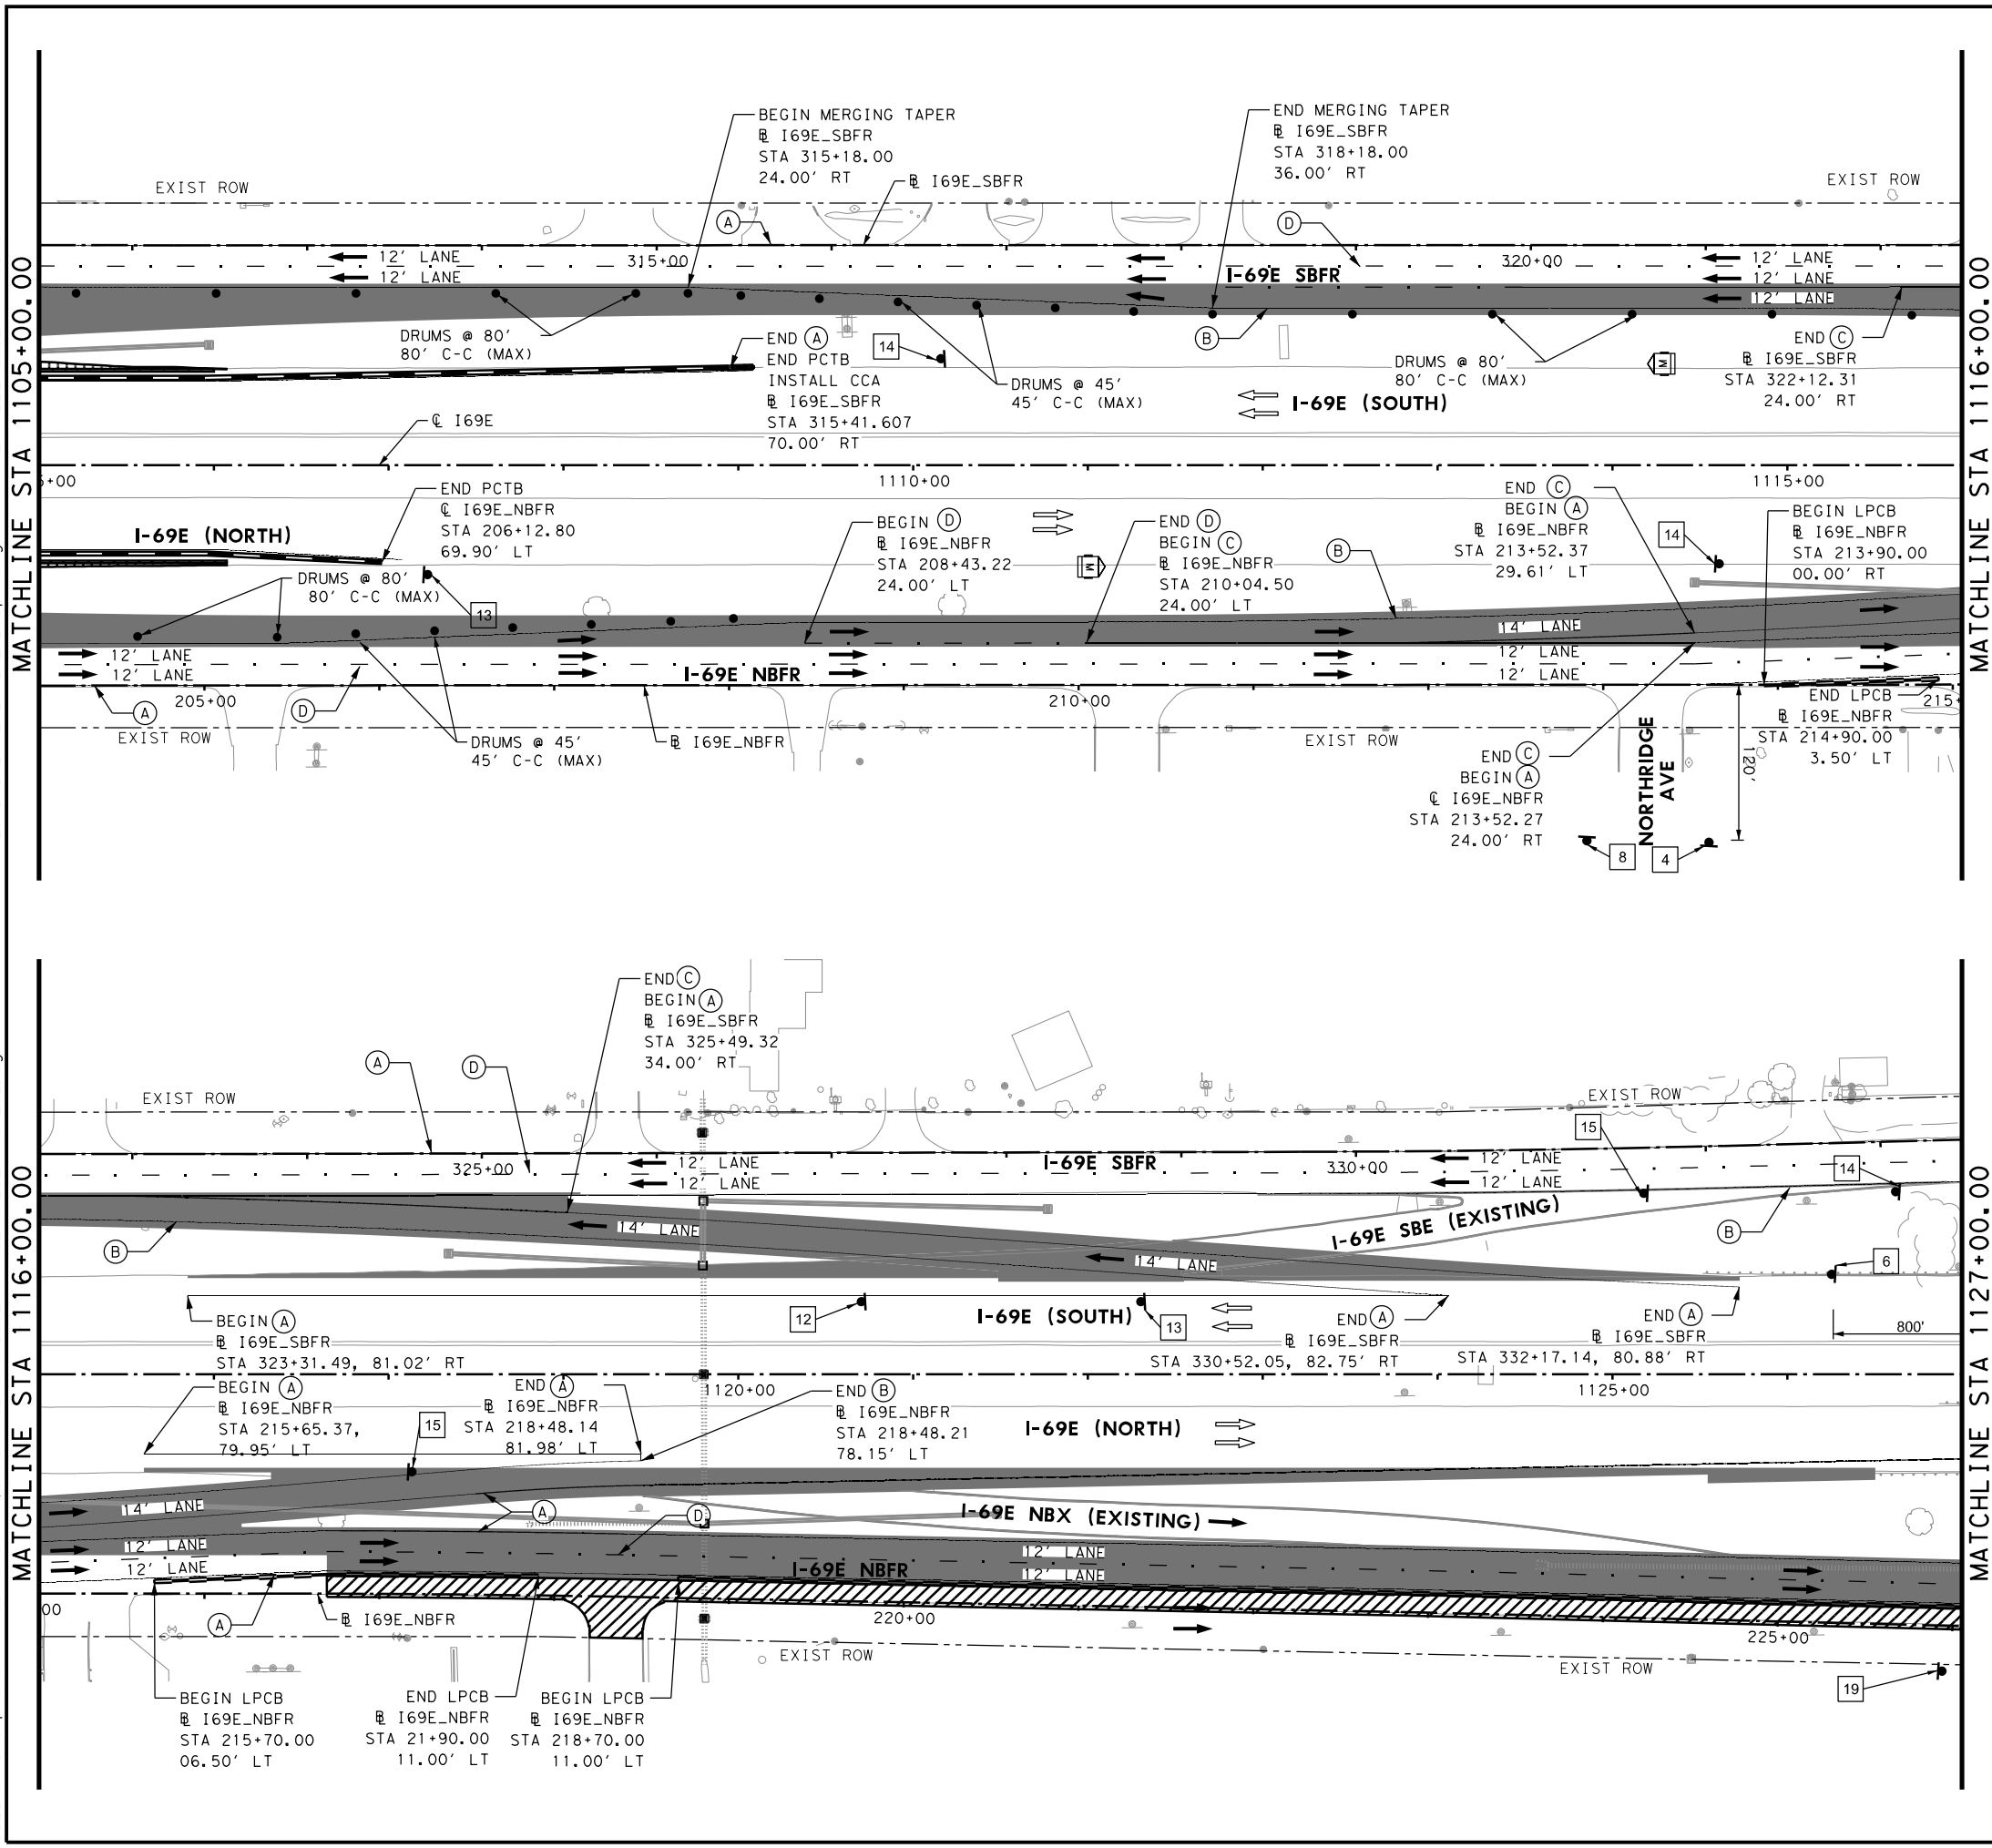 BEGIN MERGING TAPER
℄ I69E_SBFR
STA 315+18.00
24.00' RT
END MERGING TAPER
℄ I69E_SBFR
STA 318+18.00
36.00' RT
EXIST ROW
℄ I69E_SBFR
EXIST ROW
A
D
12' LANE
12' LANE
315+00
I-69E SBFR
320+00
12' LANE
12' LANE
12' LANE
MATCHLINE STA 1105+00.00
MATCHLINE STA 1116+00.00
DRUMS @ 80'
80' C-C (MAX)
END A
END PCTB
INSTALL CCA
℄ I69E_SBFR
STA 315+41.607
70.00' RT
14
DRUMS @ 45'
45' C-C (MAX)
B
DRUMS @ 80'
80' C-C (MAX)
M
END C
℄ I69E_SBFR
STA 322+12.31
24.00' RT
I-69E (SOUTH)
℄ I69E
5+00
1110+00
1115+00
I-69E (NORTH)
END PCTB
℄ I69E_NBFR
STA 206+12.80
69.90' LT
BEGIN D
℄ I69E_NBFR
STA 208+43.22
24.00' LT
M
END D
BEGIN C
℄ I69E_NBFR
STA 210+04.50
24.00' LT
B
END C
BEGIN A
℄ I69E_NBFR
STA 213+52.37
29.61' LT
14
BEGIN LPCB
℄ I69E_NBFR
STA 213+90.00
00.00' RT
DRUMS @ 80'
80' C-C (MAX)
13
14' LANE
12' LANE
12' LANE
12' LANE
12' LANE
I-69E NBFR
205+00
210+00
215+
A
D
EXIST ROW
DRUMS @ 45'
45' C-C (MAX)
℄ I69E_NBFR
EXIST ROW
END LPCB
℄ I69E_NBFR
STA 214+90.00
3.50' LT
END C
BEGIN A
℄ I69E_NBFR
STA 213+52.27
24.00' RT
NORTHRIDGE
AVE
120'
8
4
END C
BEGIN A
℄ I69E_SBFR
STA 325+49.32
34.00' RT
A
D
EXIST ROW
EXIST ROW
15
14
325+00
12' LANE
12' LANE
I-69E SBFR
330+00
12' LANE
12' LANE
MATCHLINE STA 1116+00.00
MATCHLINE STA 1127+00.00
14' LANE
I-69E SBE (EXISTING)
B
B
14' LANE
6
12
I-69E (SOUTH)
13
BEGIN A
℄ I69E_SBFR
STA 323+31.49, 81.02' RT
END A
℄ I69E_SBFR
STA 330+52.05, 82.75' RT
END A
℄ I69E_SBFR
STA 332+17.14, 80.88' RT
800'
1120+00
1125+00
BEGIN A
℄ I69E_NBFR
STA 215+65.37,
79.95' LT
15
END A
℄ I69E_NBFR
STA 218+48.14
81.98' LT
END B
℄ I69E_NBFR
STA 218+48.21
78.15' LT
I-69E (NORTH)
14' LANE
A
D
I-69E NBX (EXISTING)
12' LANE
12' LANE
12' LANE
12' LANE
I-69E NBFR
00
A
℄ I69E_NBFR
220+00
225+00
EXIST ROW
EXIST ROW
19
BEGIN LPCB
℄ I69E_NBFR
STA 215+70.00
06.50' LT
END LPCB
℄ I69E_NBFR
STA 21+90.00
11.00' LT
BEGIN LPCB
℄ I69E_NBFR
STA 218+70.00
11.00' LT